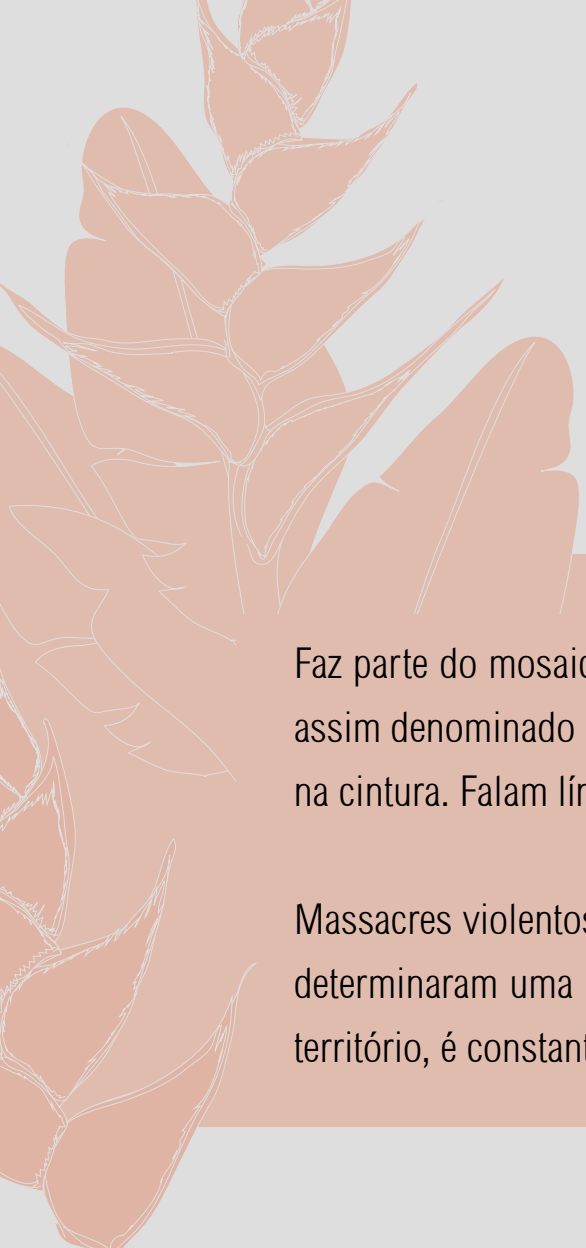 Faz parte do mosaic
assim denominado
na cintura. Falam lín
Massacres violentos
determinaram uma
território, é constant